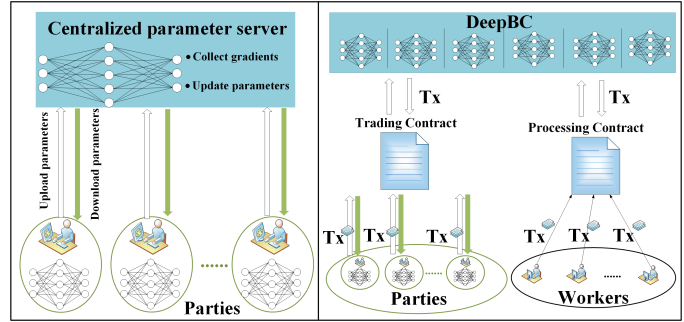 Centralized parameter server
• Collect gradients
• Update parameters
Upload parameters
Download parameters
......
Parties
DeepBC
Tx
Tx
Trading Contract
Processing Contract
Tx
Tx
Tx
......
Parties
Tx
Tx
Tx
......
Workers